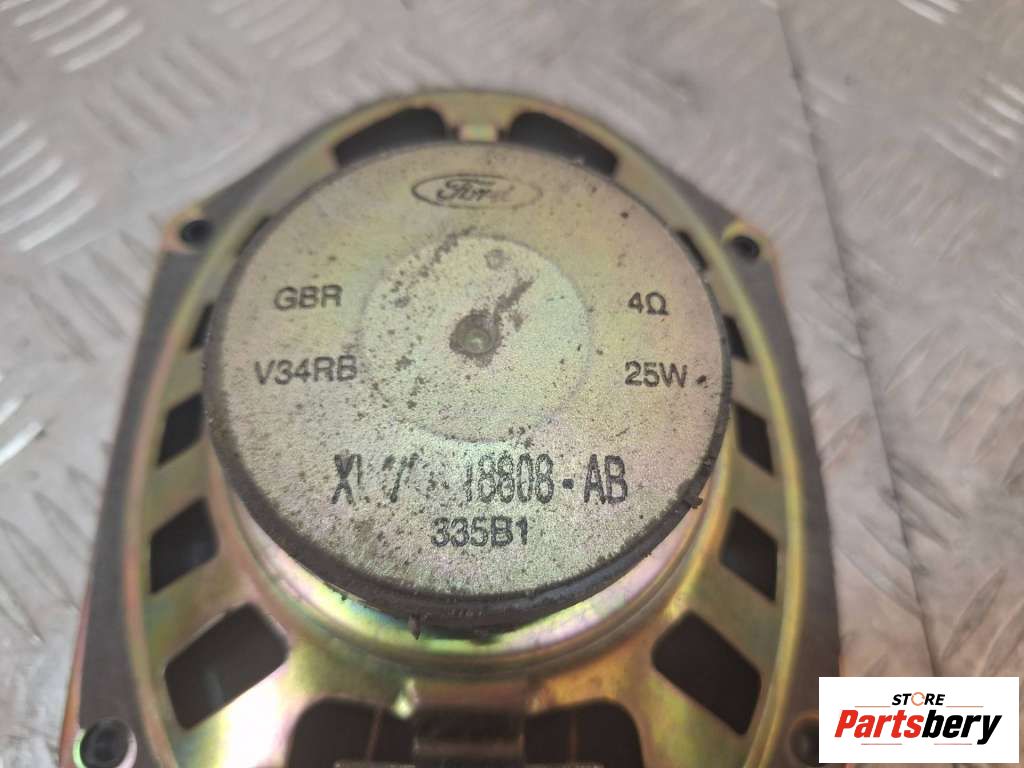 Ford
GBR 4Ω
V34RB 25W
18808-AB
335B1
STORE
Partsbery